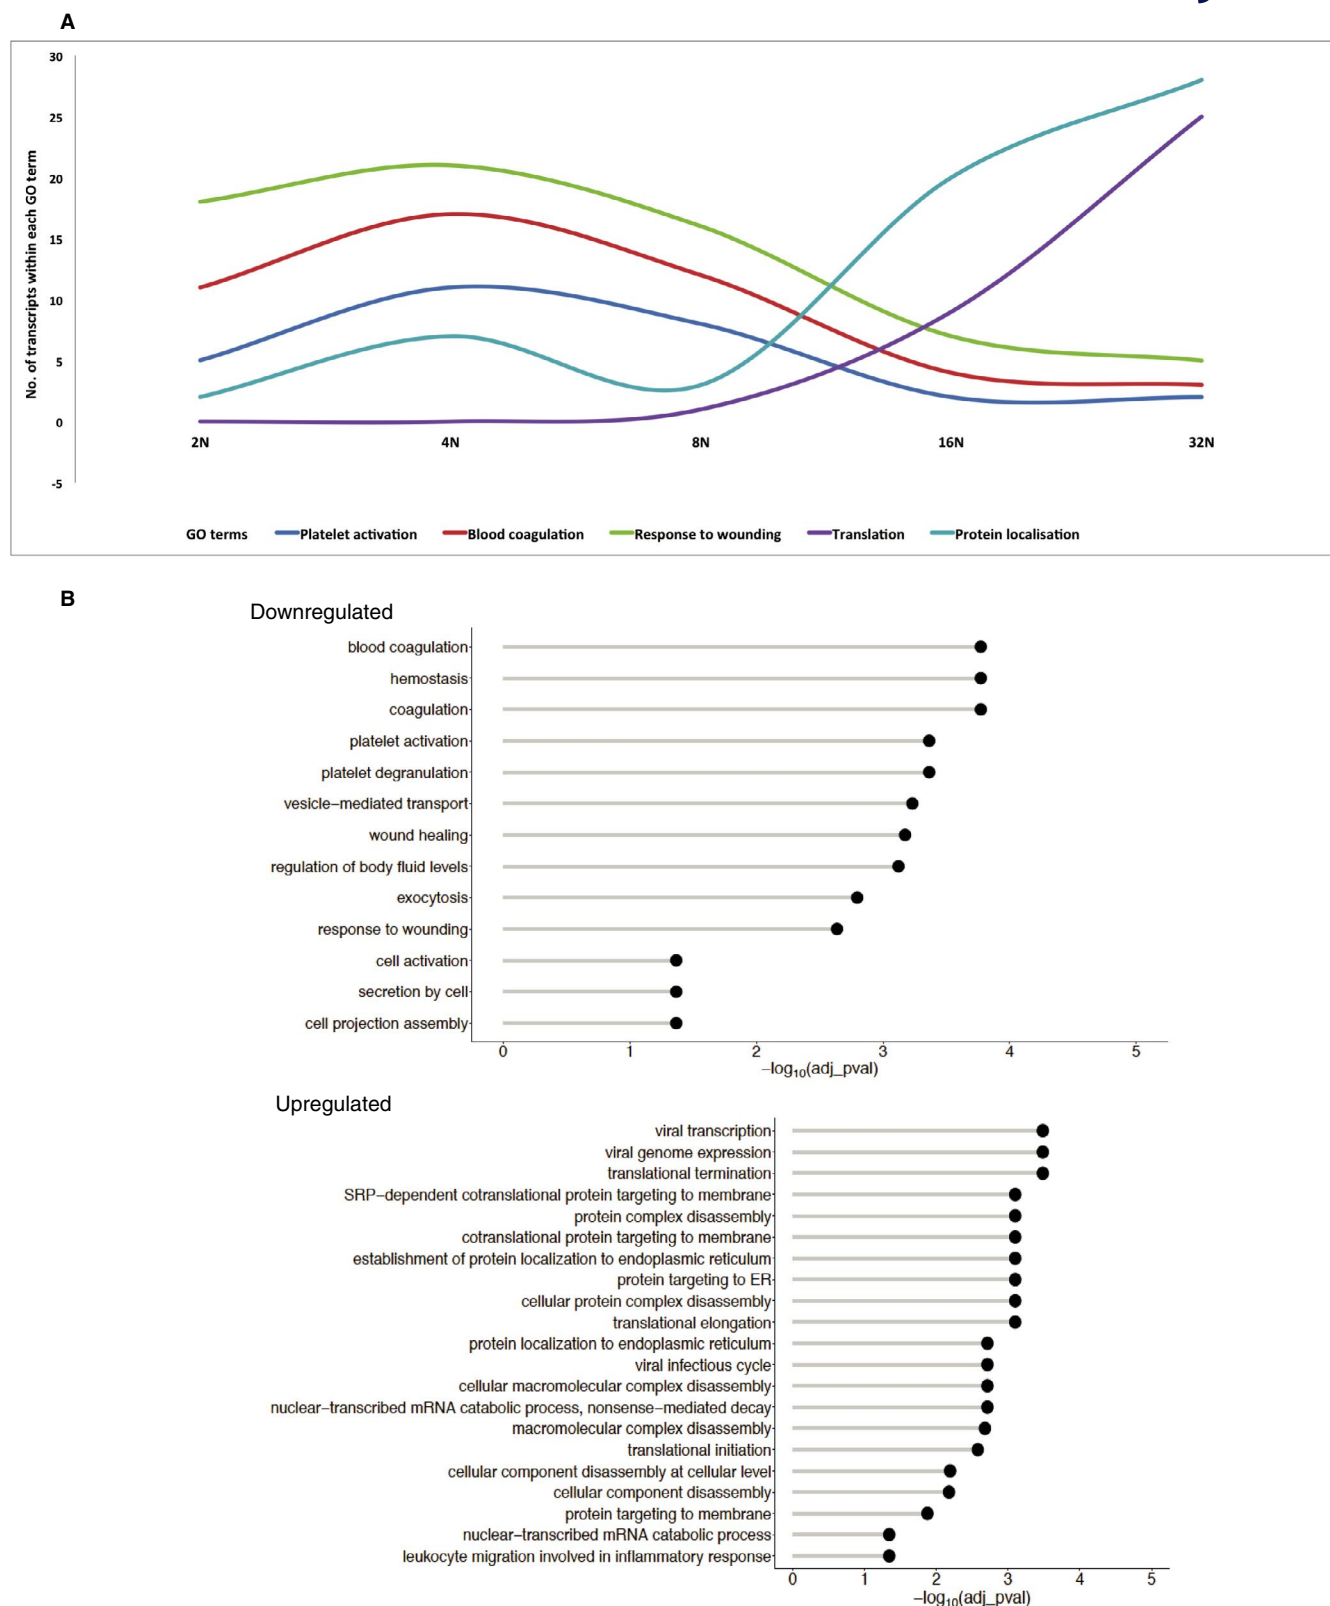 A
30
25
20
15
10
5
0
-5
No. of transcripts within each GO term
2N 4N 8N 16N 32N
GO terms Platelet activation Blood coagulation Response to wounding Translation Protein localisation
B
Downregulated
blood coagulation
hemostasis
coagulation
platelet activation
platelet degranulation
vesicle−mediated transport
wound healing
regulation of body fluid levels
exocytosis
response to wounding
cell activation
secretion by cell
cell projection assembly
0 1 2 3 4 5
−log₁₀(adj_pval)
Upregulated
viral transcription
viral genome expression
translational termination
SRP−dependent cotranslational protein targeting to membrane
protein complex disassembly
cotranslational protein targeting to membrane
establishment of protein localization to endoplasmic reticulum
protein targeting to ER
cellular protein complex disassembly
translational elongation
protein localization to endoplasmic reticulum
viral infectious cycle
cellular macromolecular complex disassembly
nuclear−transcribed mRNA catabolic process, nonsense−mediated decay
macromolecular complex disassembly
translational initiation
cellular component disassembly at cellular level
cellular component disassembly
protein targeting to membrane
nuclear−transcribed mRNA catabolic process
leukocyte migration involved in inflammatory response
0 1 2 3 4 5
−log₁₀(adj_pval)